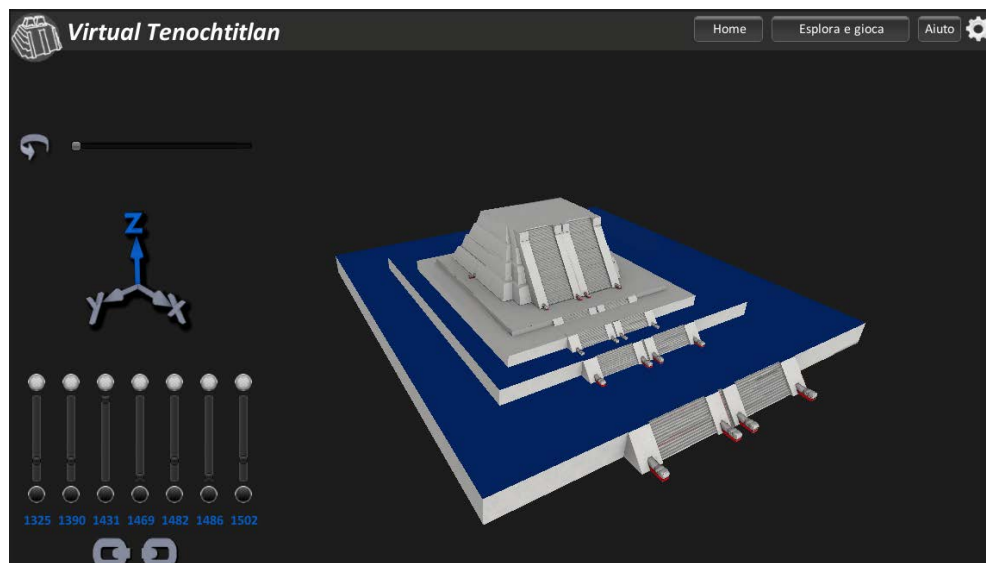 Virtual Tenochtitlan
Home Esplora e gioca Aiuto
Z
Y X
1325 1390 1431 1469 1482 1486 1502